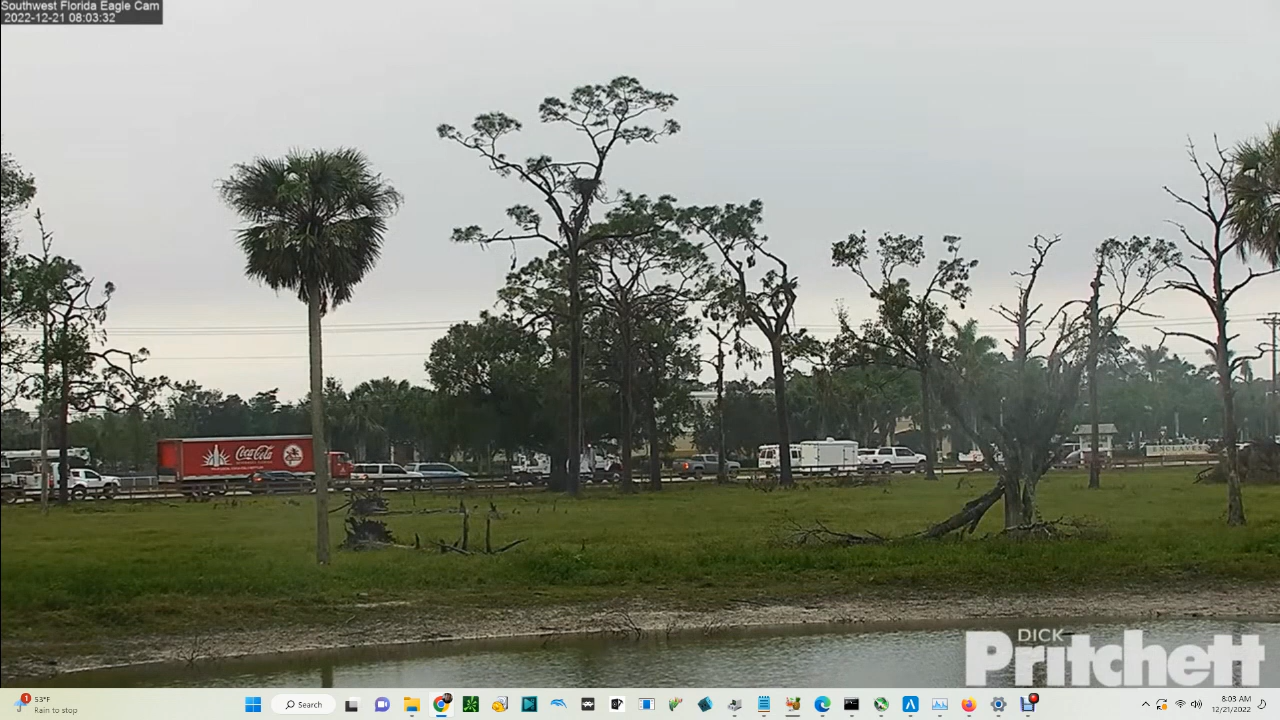 Southwest Florida Eagle Cam
2022-12-21 08:03:32
Coca-Cola
DICK
Pritchett
1
53°F
Rain to stop
Search
8:03 AM
12/21/2022